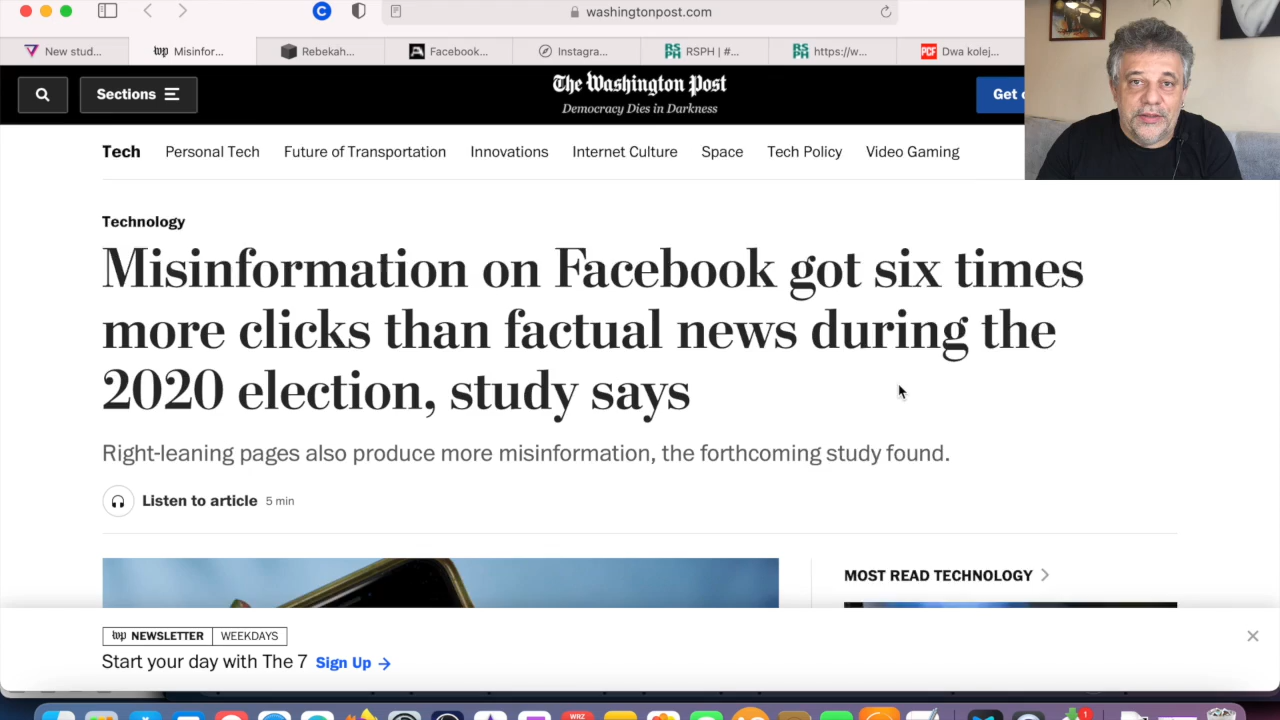 washingtonpost.com
New stud...
Misinfor...
Rebekah...
Facebook...
Instagra...
RSPH | #...
https://w...
Dwa kolej...
Sections
The Washington Post
Democracy Dies in Darkness
Get
Tech
Personal Tech
Future of Transportation
Innovations
Internet Culture
Space
Tech Policy
Video Gaming
Technology
Misinformation on Facebook got six times
more clicks than factual news during the
2020 election, study says
Right-leaning pages also produce more misinformation, the forthcoming study found.
Listen to article 5 min
MOST READ TECHNOLOGY
wp NEWSLETTER WEEKDAYS
Start your day with The 7 Sign Up →
WRZ
1